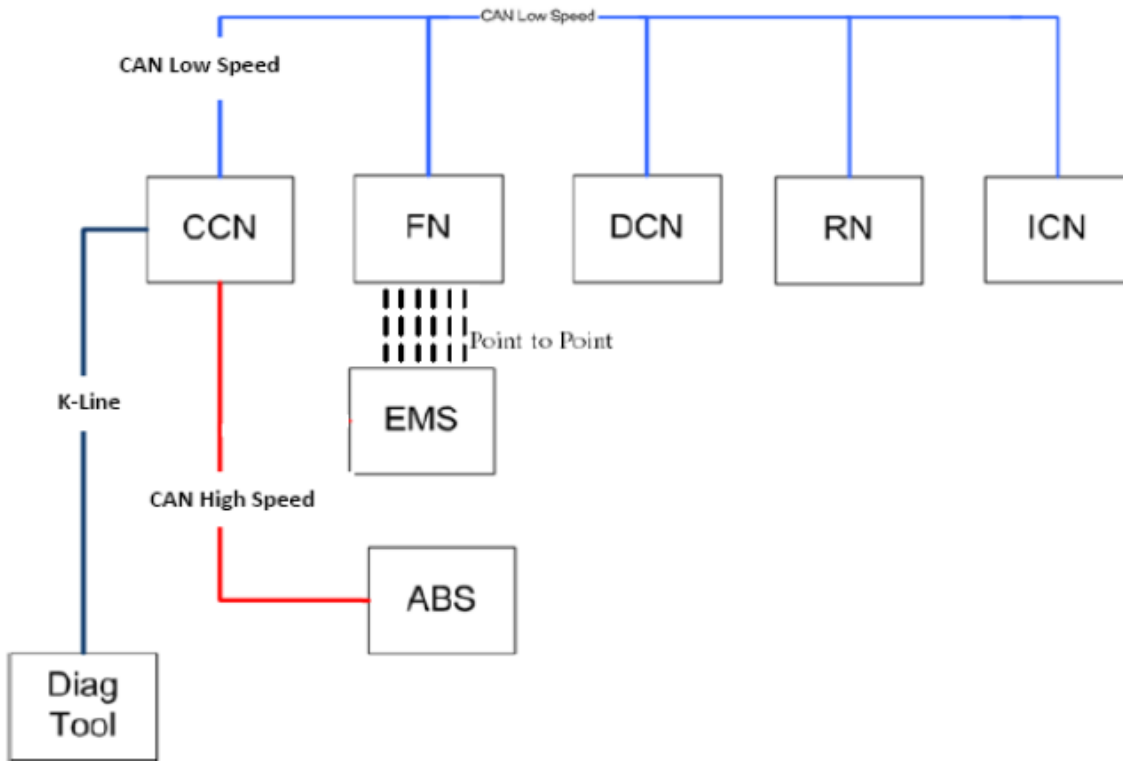 CAN Low Speed
CAN Low Speed
CCN
FN
DCN
RN
ICN
Point to Point
K-Line
EMS
CAN High Speed
ABS
Diag
Tool